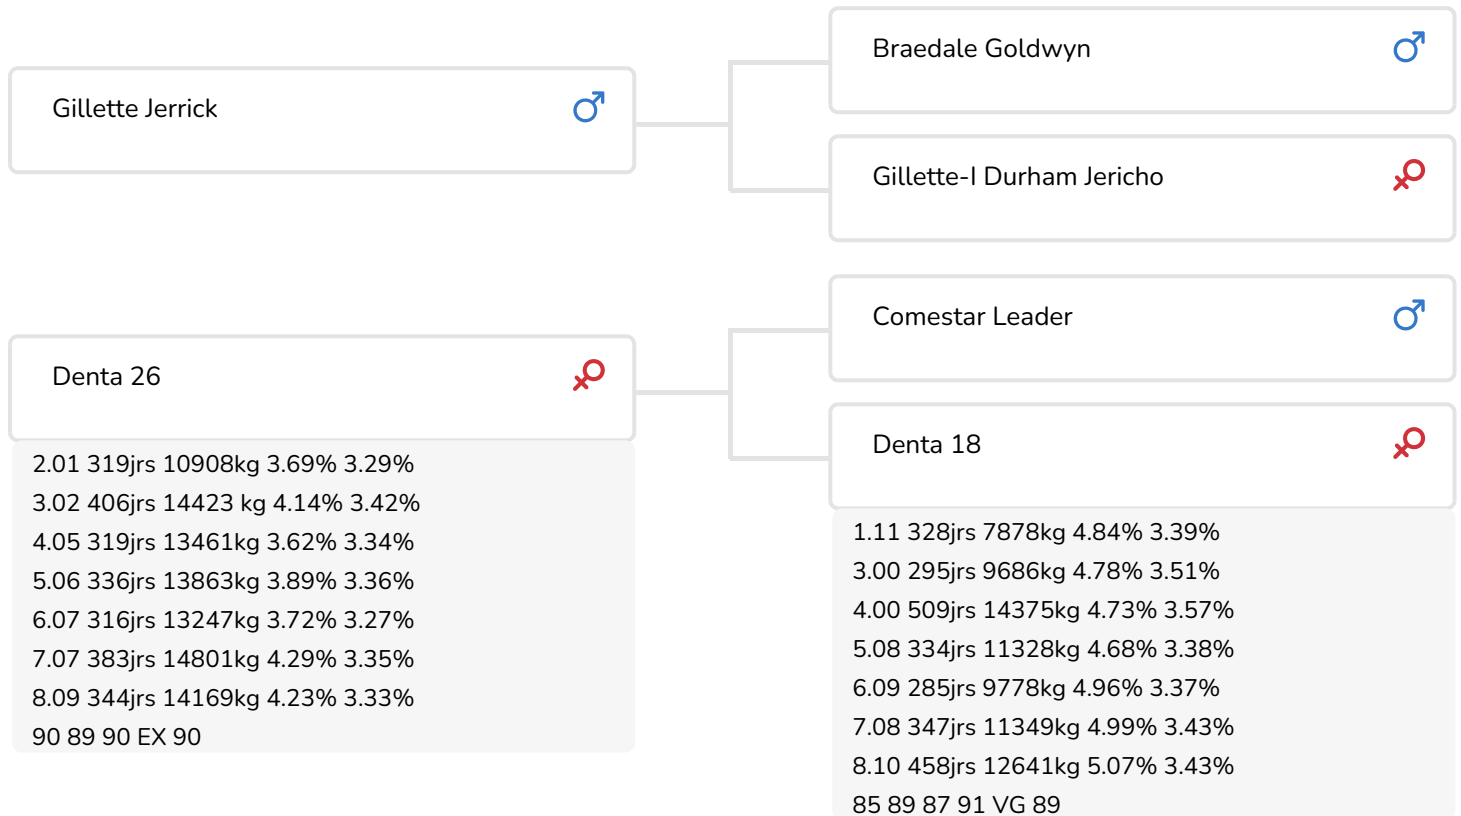 Gillette Jerrick
Braedale Goldwyn
Gillette-I Durham Jericho
Denta 26
2.01 319jrs 10908kg 3.69% 3.29%
3.02 406jrs 14423 kg 4.14% 3.42%
4.05 319jrs 13461kg 3.62% 3.34%
5.06 336jrs 13863kg 3.89% 3.36%
6.07 316jrs 13247kg 3.72% 3.27%
7.07 383jrs 14801kg 4.29% 3.35%
8.09 344jrs 14169kg 4.23% 3.33%
90 89 90 EX 90
Comestar Leader
Denta 18
1.11 328jrs 7878kg 4.84% 3.39%
3.00 295jrs 9686kg 4.78% 3.51%
4.00 509jrs 14375kg 4.73% 3.57%
5.08 334jrs 11328kg 4.68% 3.38%
6.09 285jrs 9778kg 4.96% 3.37%
7.08 347jrs 11349kg 4.99% 3.43%
8.10 458jrs 12641kg 5.07% 3.43%
85 89 87 91 VG 89